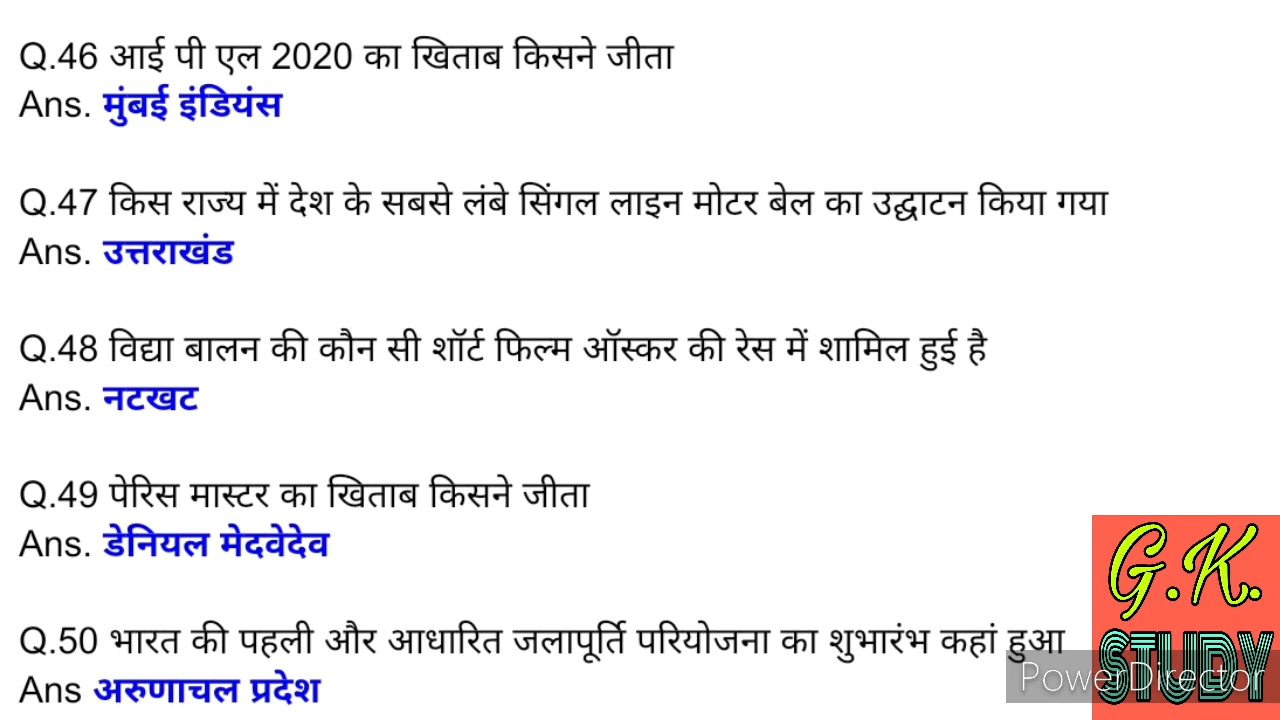 Q.46 आई पी एल 2020 का खिताब किसने जीता
Ans. मुंबई इंडियंस
Q.47 किस राज्य में देश के सबसे लंबे सिंगल लाइन मोटर बेल का उद्घाटन किया गया
Ans. उत्तराखंड
Q.48 विद्या बालन की कौन सी शॉर्ट फिल्म ऑस्कर की रेस में शामिल हुई है
Ans. नटखट
Q.49 पेरिस मास्टर का खिताब किसने जीता
Ans. डेनियल मेदवेदेव
Q.50 भारत की पहली और आधारित जलापूर्ति परियोजना का शुभारंभ कहां हुआ
Ans अरुणाचल प्रदेश
G.K.
STUDY
PowerDirector